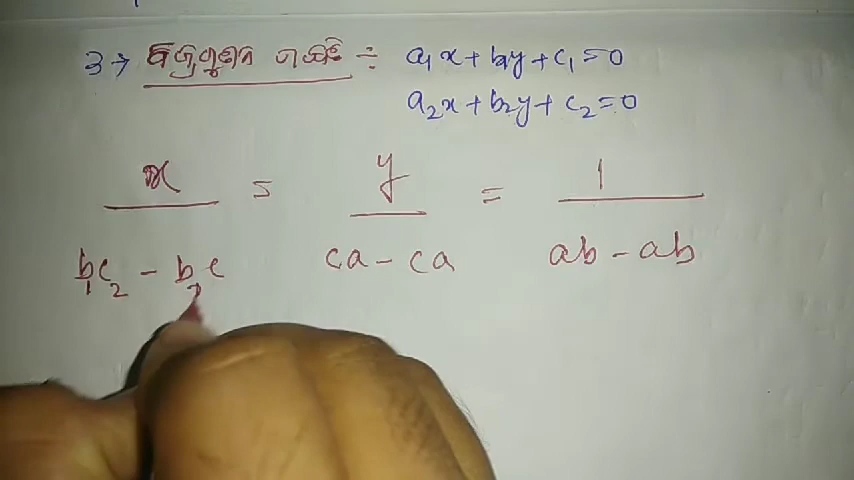 3→ ବଜ୍ରଗୁଣନ ପଦ୍ଧତି ÷ a₁x+b₁y+c₁=0
a₂x+b₂y+c₂=0
x = y = 1
b₁c₂ - b₂c ca - ca ab - ab